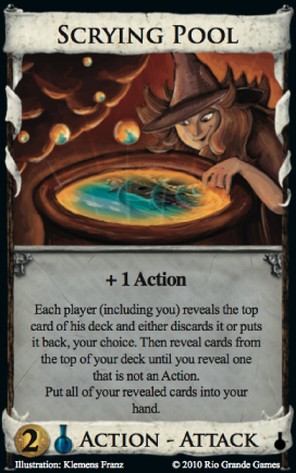 SCRYING POOL
+ 1 Action
Each player (including you) reveals the top
card of his deck and either discards it or puts
it back, your choice. Then reveal cards from
the top of your deck until you reveal one
that is not an Action.
Put all of your revealed cards into your
hand.
2 ACTION - ATTACK
Illustration: Klemens Franz © 2010 Rio Grande Games